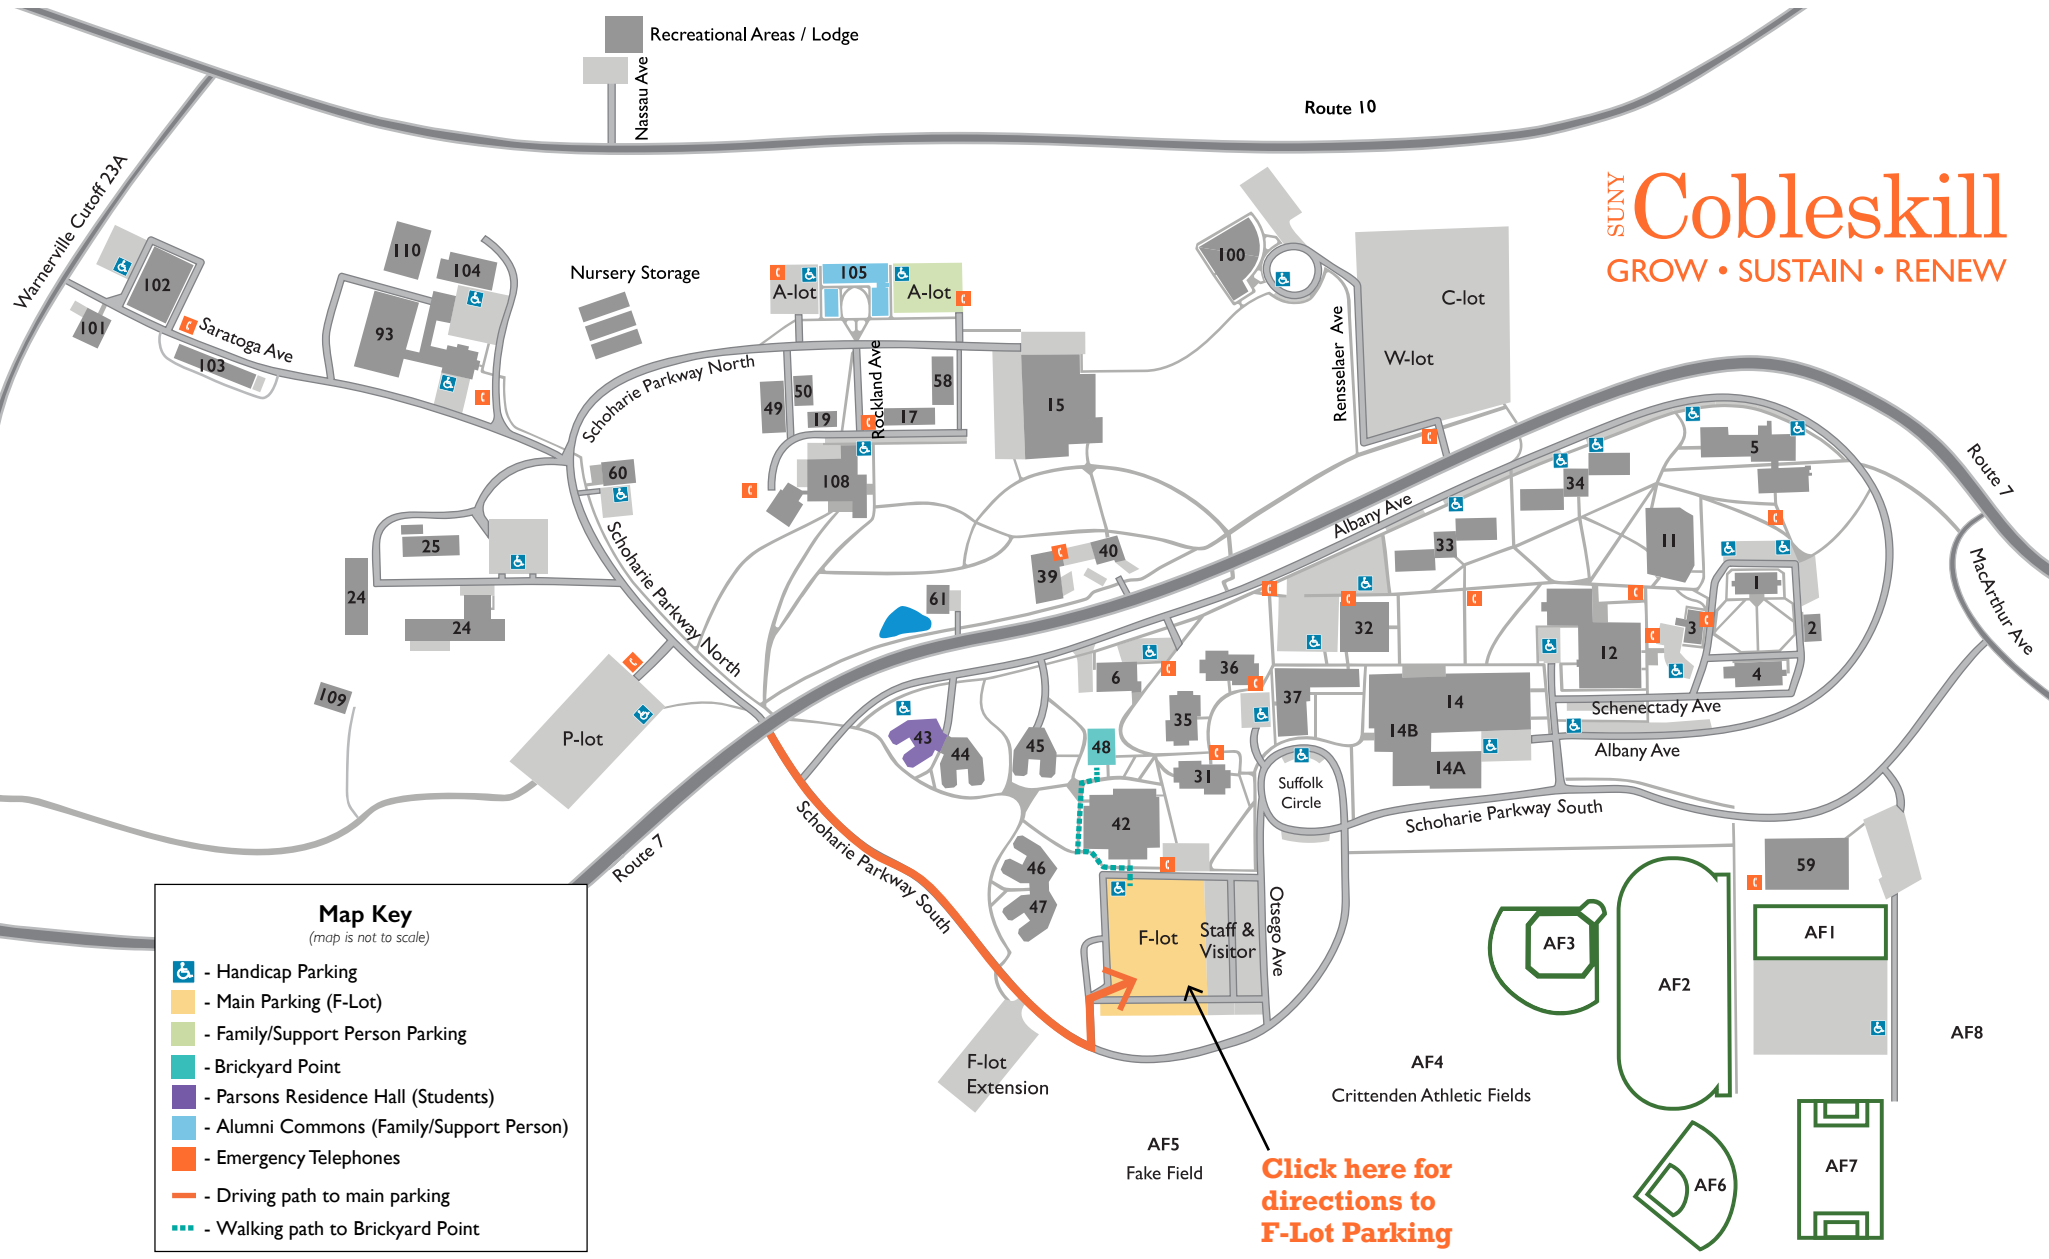 Recreational Areas / Lodge
Nassau Ave
Route 10
SUNY
Cobleskill
GROW • SUSTAIN • RENEW
Warnerville Cutoff 23A
110
104
102
101
Saratoga Ave
103
93
Nursery Storage
A-lot
105
A-lot
100
C-lot
W-lot
Rensselaer Ave
Schoharie Parkway North
49
50
19
Rockland Ave
17
58
15
108
60
Schoharie Parkway North
25
24
24
109
P-lot
61
39
40
Albany Ave
33
34
5
11
1
2
3
4
12
32
Route 7
MacArthur Ave
6
36
35
37
14
14B
14A
Schenectady Ave
Albany Ave
43
44
45
48
31
42
46
47
Suffolk
Circle
Schoharie Parkway South
Schoharie Parkway South
Route 7
F-lot
Staff &
Visitor
Otsego Ave
F-lot
Extension
59
AF1
AF2
AF3
AF4
Crittenden Athletic Fields
AF5
Fake Field
AF6
AF7
AF8
Click here for
directions to
F-Lot Parking
Map Key
(map is not to scale)
- Handicap Parking
- Main Parking (F-Lot)
- Family/Support Person Parking
- Brickyard Point
- Parsons Residence Hall (Students)
- Alumni Commons (Family/Support Person)
- Emergency Telephones
- Driving path to main parking
- Walking path to Brickyard Point